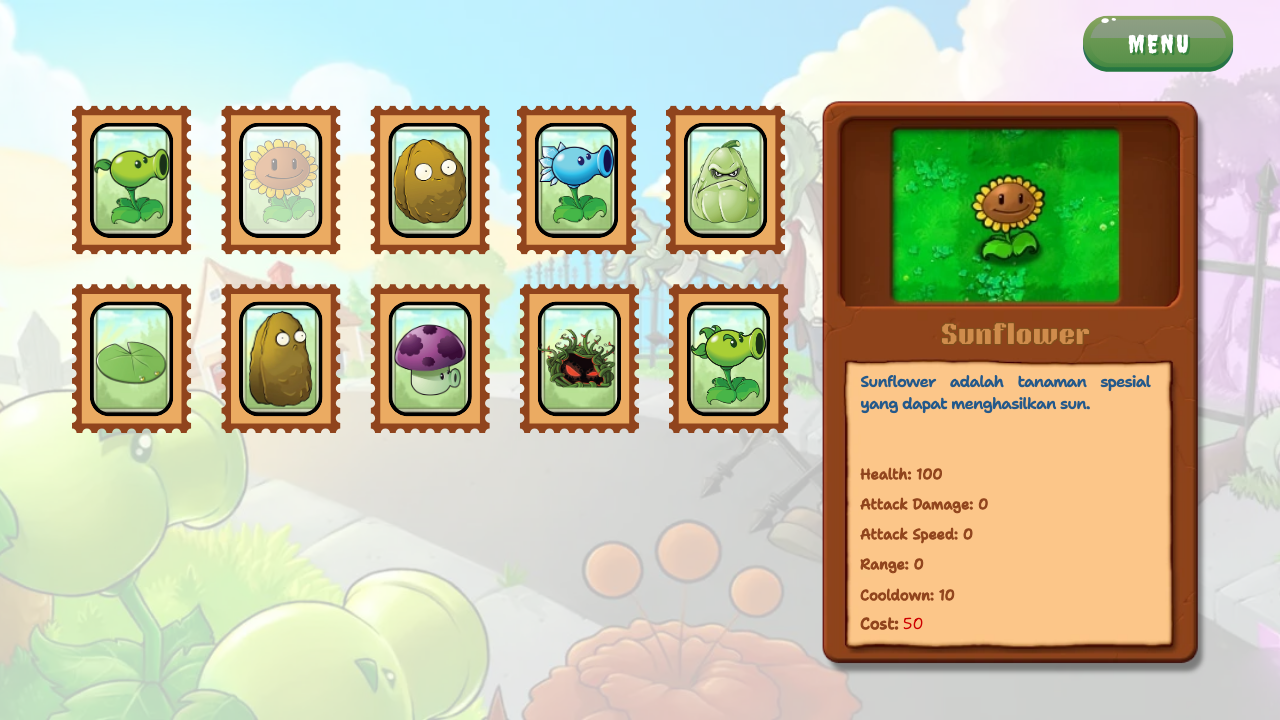 MENU
Sunflower
Sunflower adalah tanaman spesial
yang dapat menghasilkan sun.
Health: 100
Attack Damage: 0
Attack Speed: 0
Range: 0
Cooldown: 10
Cost: 50